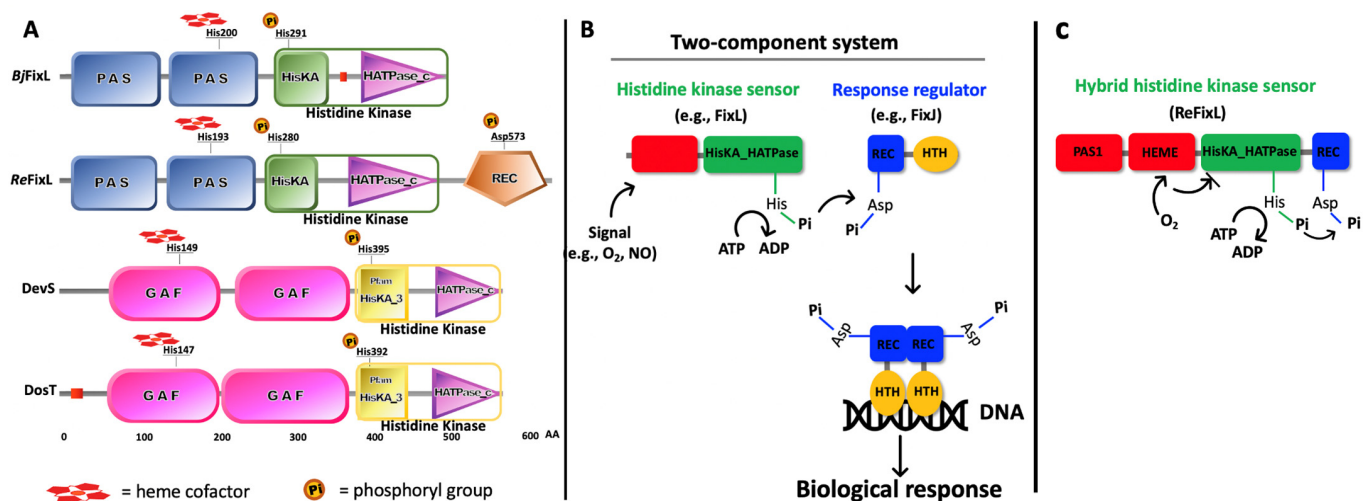 A
BjFixL
PAS
His200
PAS
Pi
His291
HisKA
HATPase_c
Histidine Kinase
ReFixL
PAS
His193
PAS
Pi
His280
HisKA
HATPase_c
Histidine Kinase
Pi
Asp573
REC
DevS
His149
GAF
GAF
Pi
His395
Pfam
HisKA_3
HATPase_c
Histidine Kinase
DosT
His147
GAF
GAF
Pi
His392
Pfam
HisKA_3
HATPase_c
Histidine Kinase
0 100 200 300 400 500 600 AA
= heme cofactor
Pi = phosphoryl group
B
Two-component system
Histidine kinase sensor
(e.g., FixL)
HisKA_HATPase
His
Pi
ATP ADP
Signal
(e.g., O₂, NO)
Response regulator
(e.g., FixJ)
REC HTH
Asp
Pi
Pi Pi
Asp Asp
REC REC
HTH HTH
DNA
Biological response
C
Hybrid histidine kinase sensor
(ReFixL)
PAS1 HEME HisKA_HATPase REC
O₂
His
Pi
ATP
ADP
Asp
Pi